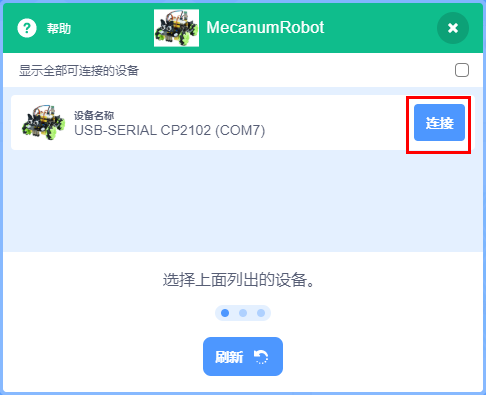 帮助
MecanumRobot
显示全部可连接的设备
设备名称
USB-SERIAL CP2102 (COM7)
连接
选择上面列出的设备。
刷新